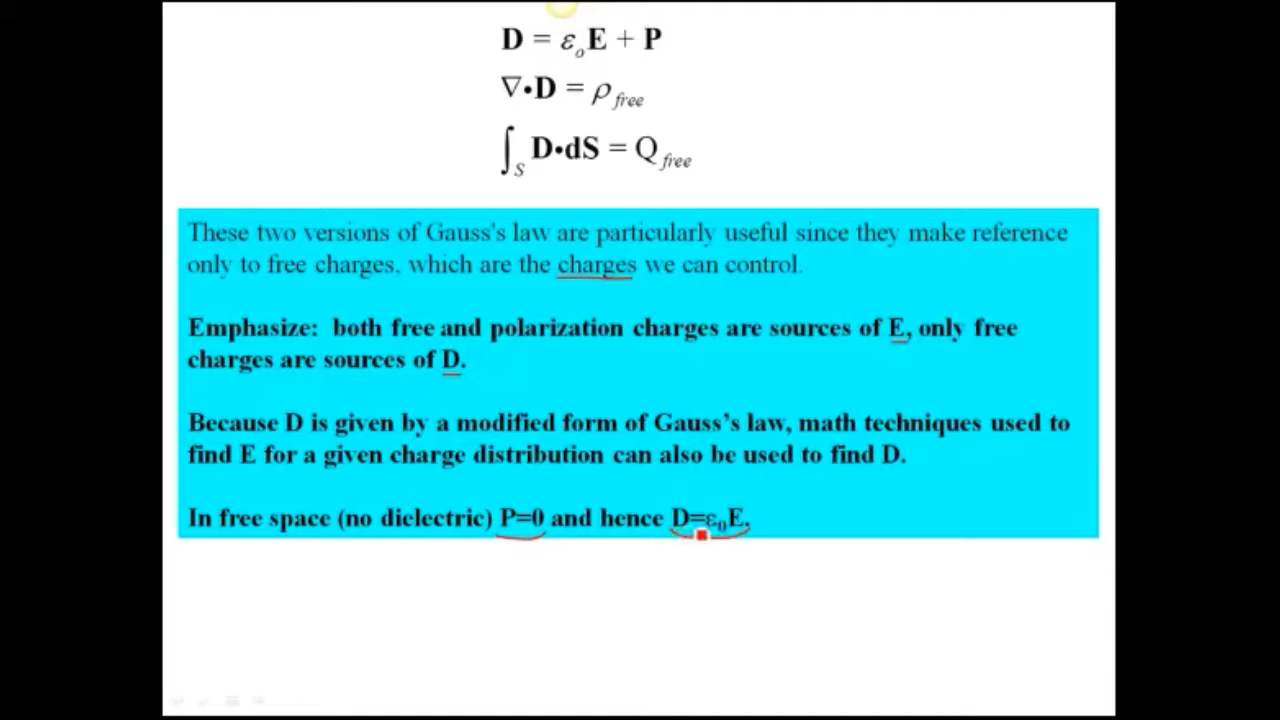 D = εₒE + P
∇•D = ρ free
∫S D•dS = Q free
These two versions of Gauss's law are particularly useful since they make reference
only to free charges, which are the charges we can control.
Emphasize: both free and polarization charges are sources of E, only free
charges are sources of D.
Because D is given by a modified form of Gauss’s law, math techniques used to
find E for a given charge distribution can also be used to find D.
In free space (no dielectric) P=0 and hence D=ε₀E.